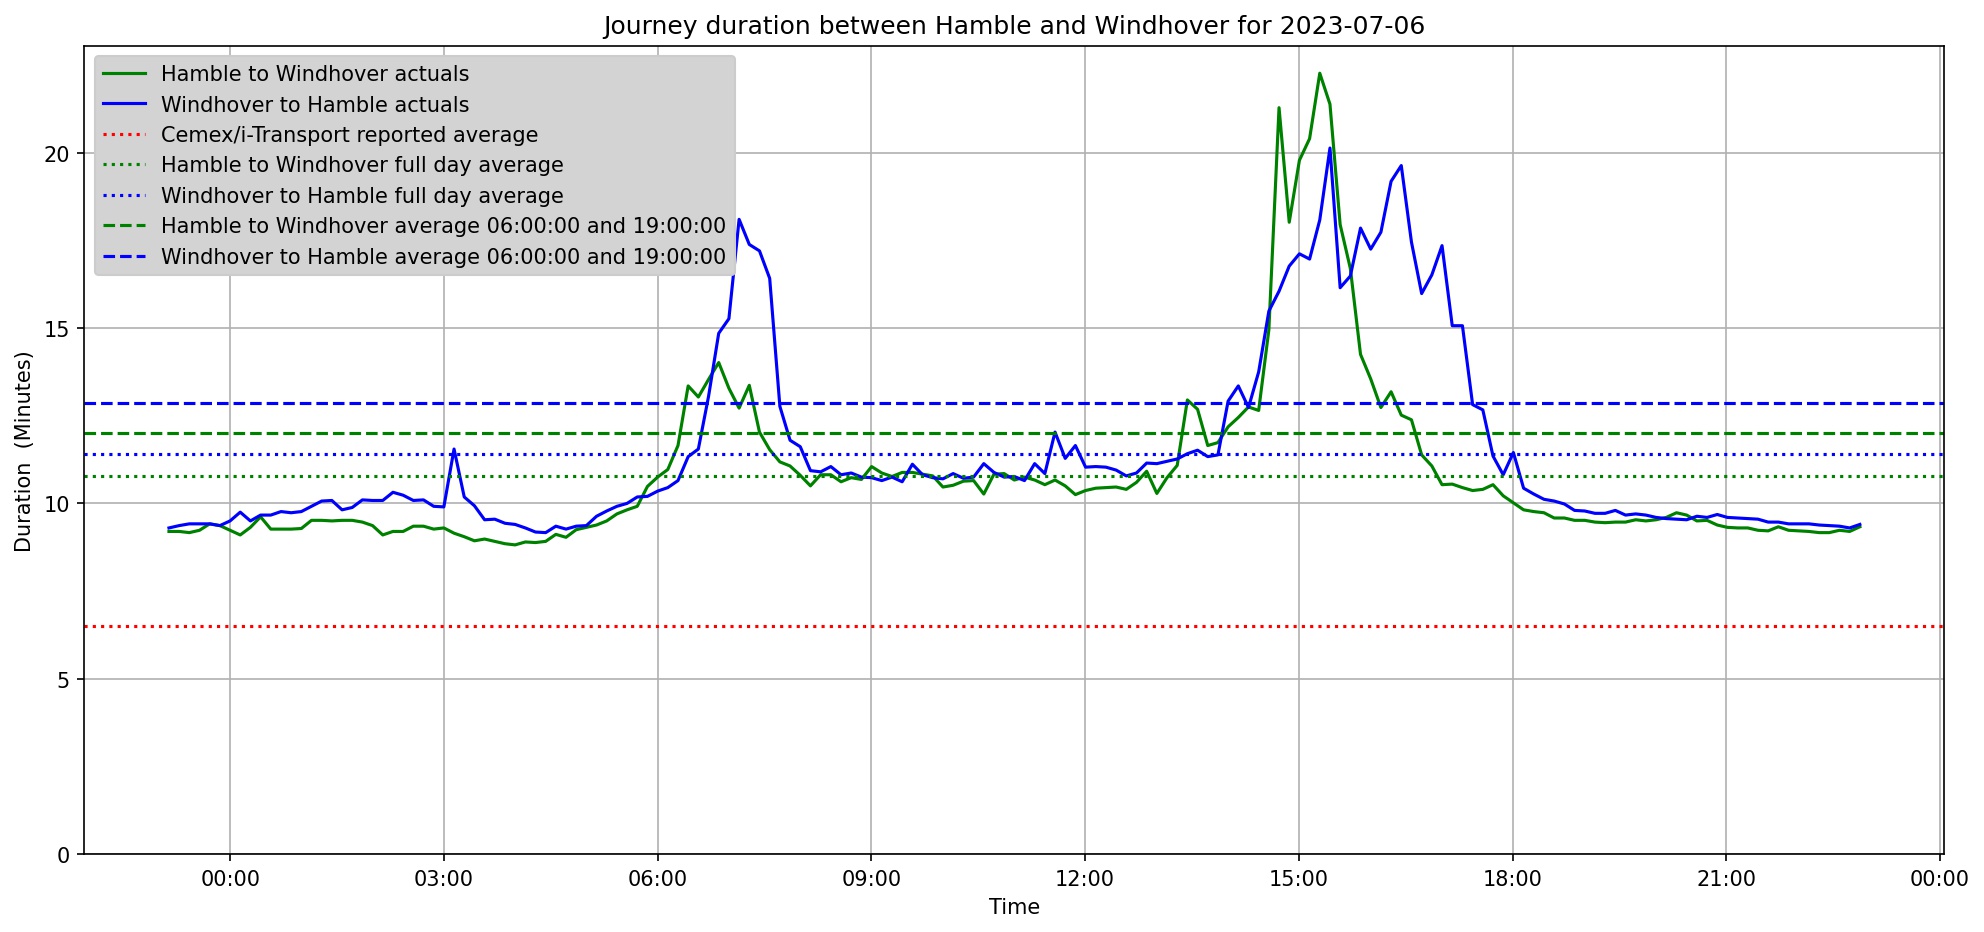 Journey duration between Hamble and Windhover for 2023-07-06
Hamble to Windhover actuals
Windhover to Hamble actuals
Cemex/i-Transport reported average
Hamble to Windhover full day average
Windhover to Hamble full day average
Hamble to Windhover average 06:00:00 and 19:00:00
Windhover to Hamble average 06:00:00 and 19:00:00
Duration (Minutes)
20
15
10
5
0
00:00 03:00 06:00 09:00 12:00 15:00 18:00 21:00 00:00
Time